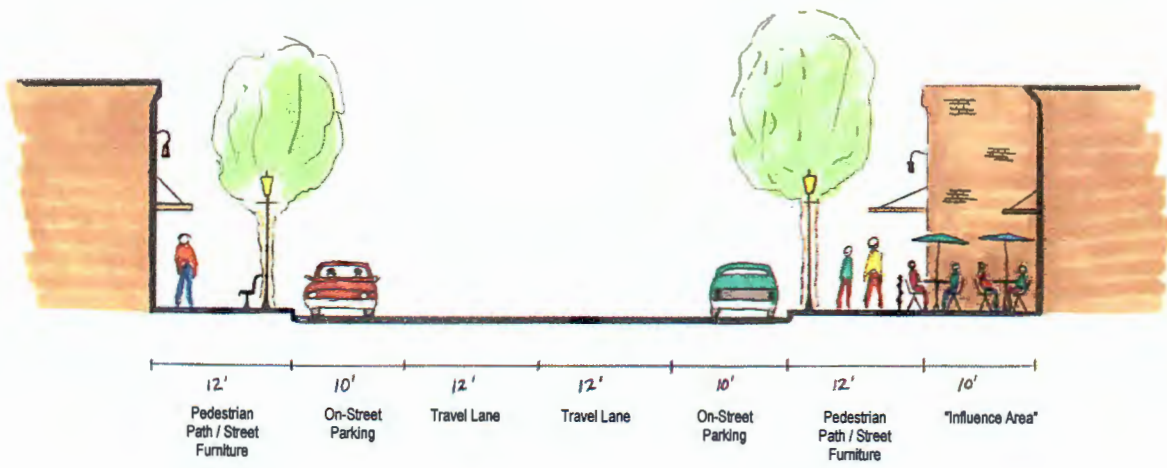 12' 10' 12' 12' 10' 12' 10'
Pedestrian
Path / Street
Furniture
On-Street
Parking
Travel Lane
Travel Lane
On-Street
Parking
Pedestrian
Path / Street
Furniture
"Influence Area"